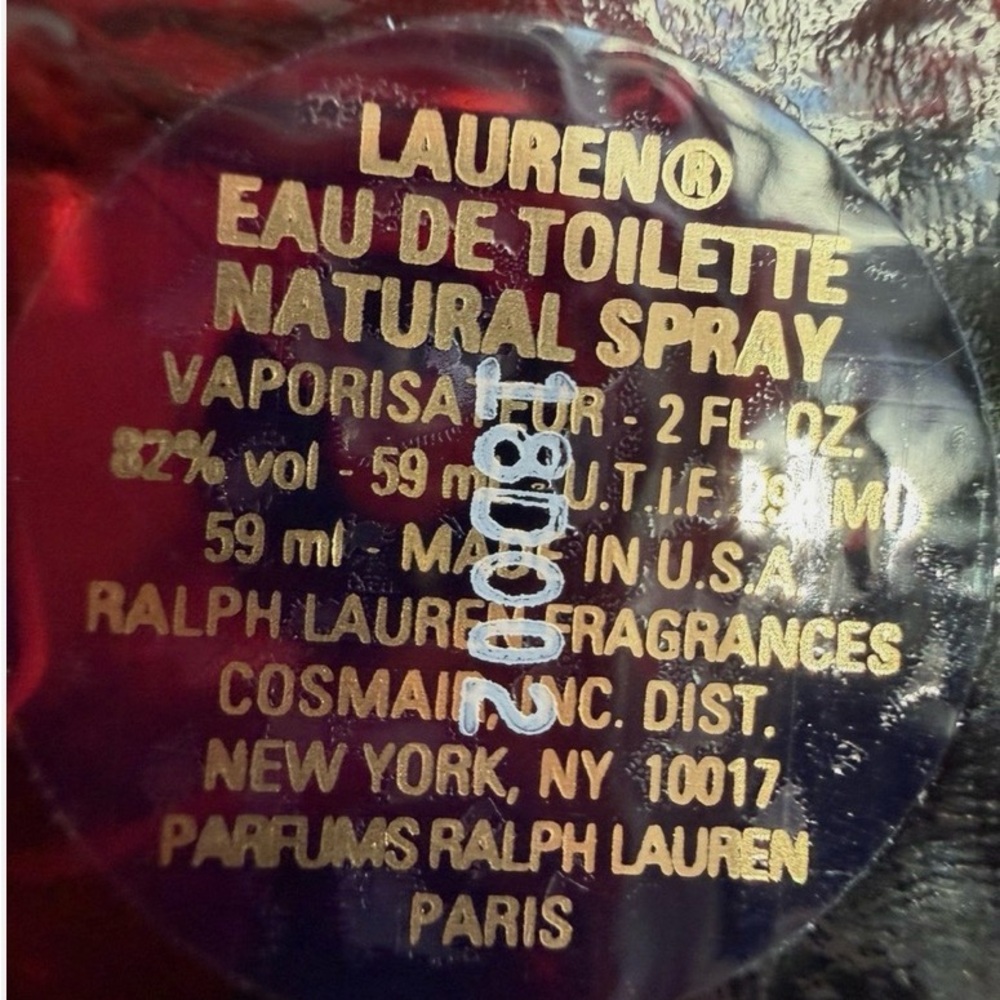 LAUREN®
EAU DE TOILETTE
NATURAL SPRAY
VAPORISATEUR - 2 FL. OZ.
82% vol - 59 ml U.T.I.F.
59 ml - MADE IN U.S.A.
RALPH LAUREN FRAGRANCES
COSMAIR, INC. DIST.
NEW YORK, NY 10017
PARFUMS RALPH LAUREN
PARIS
18D002